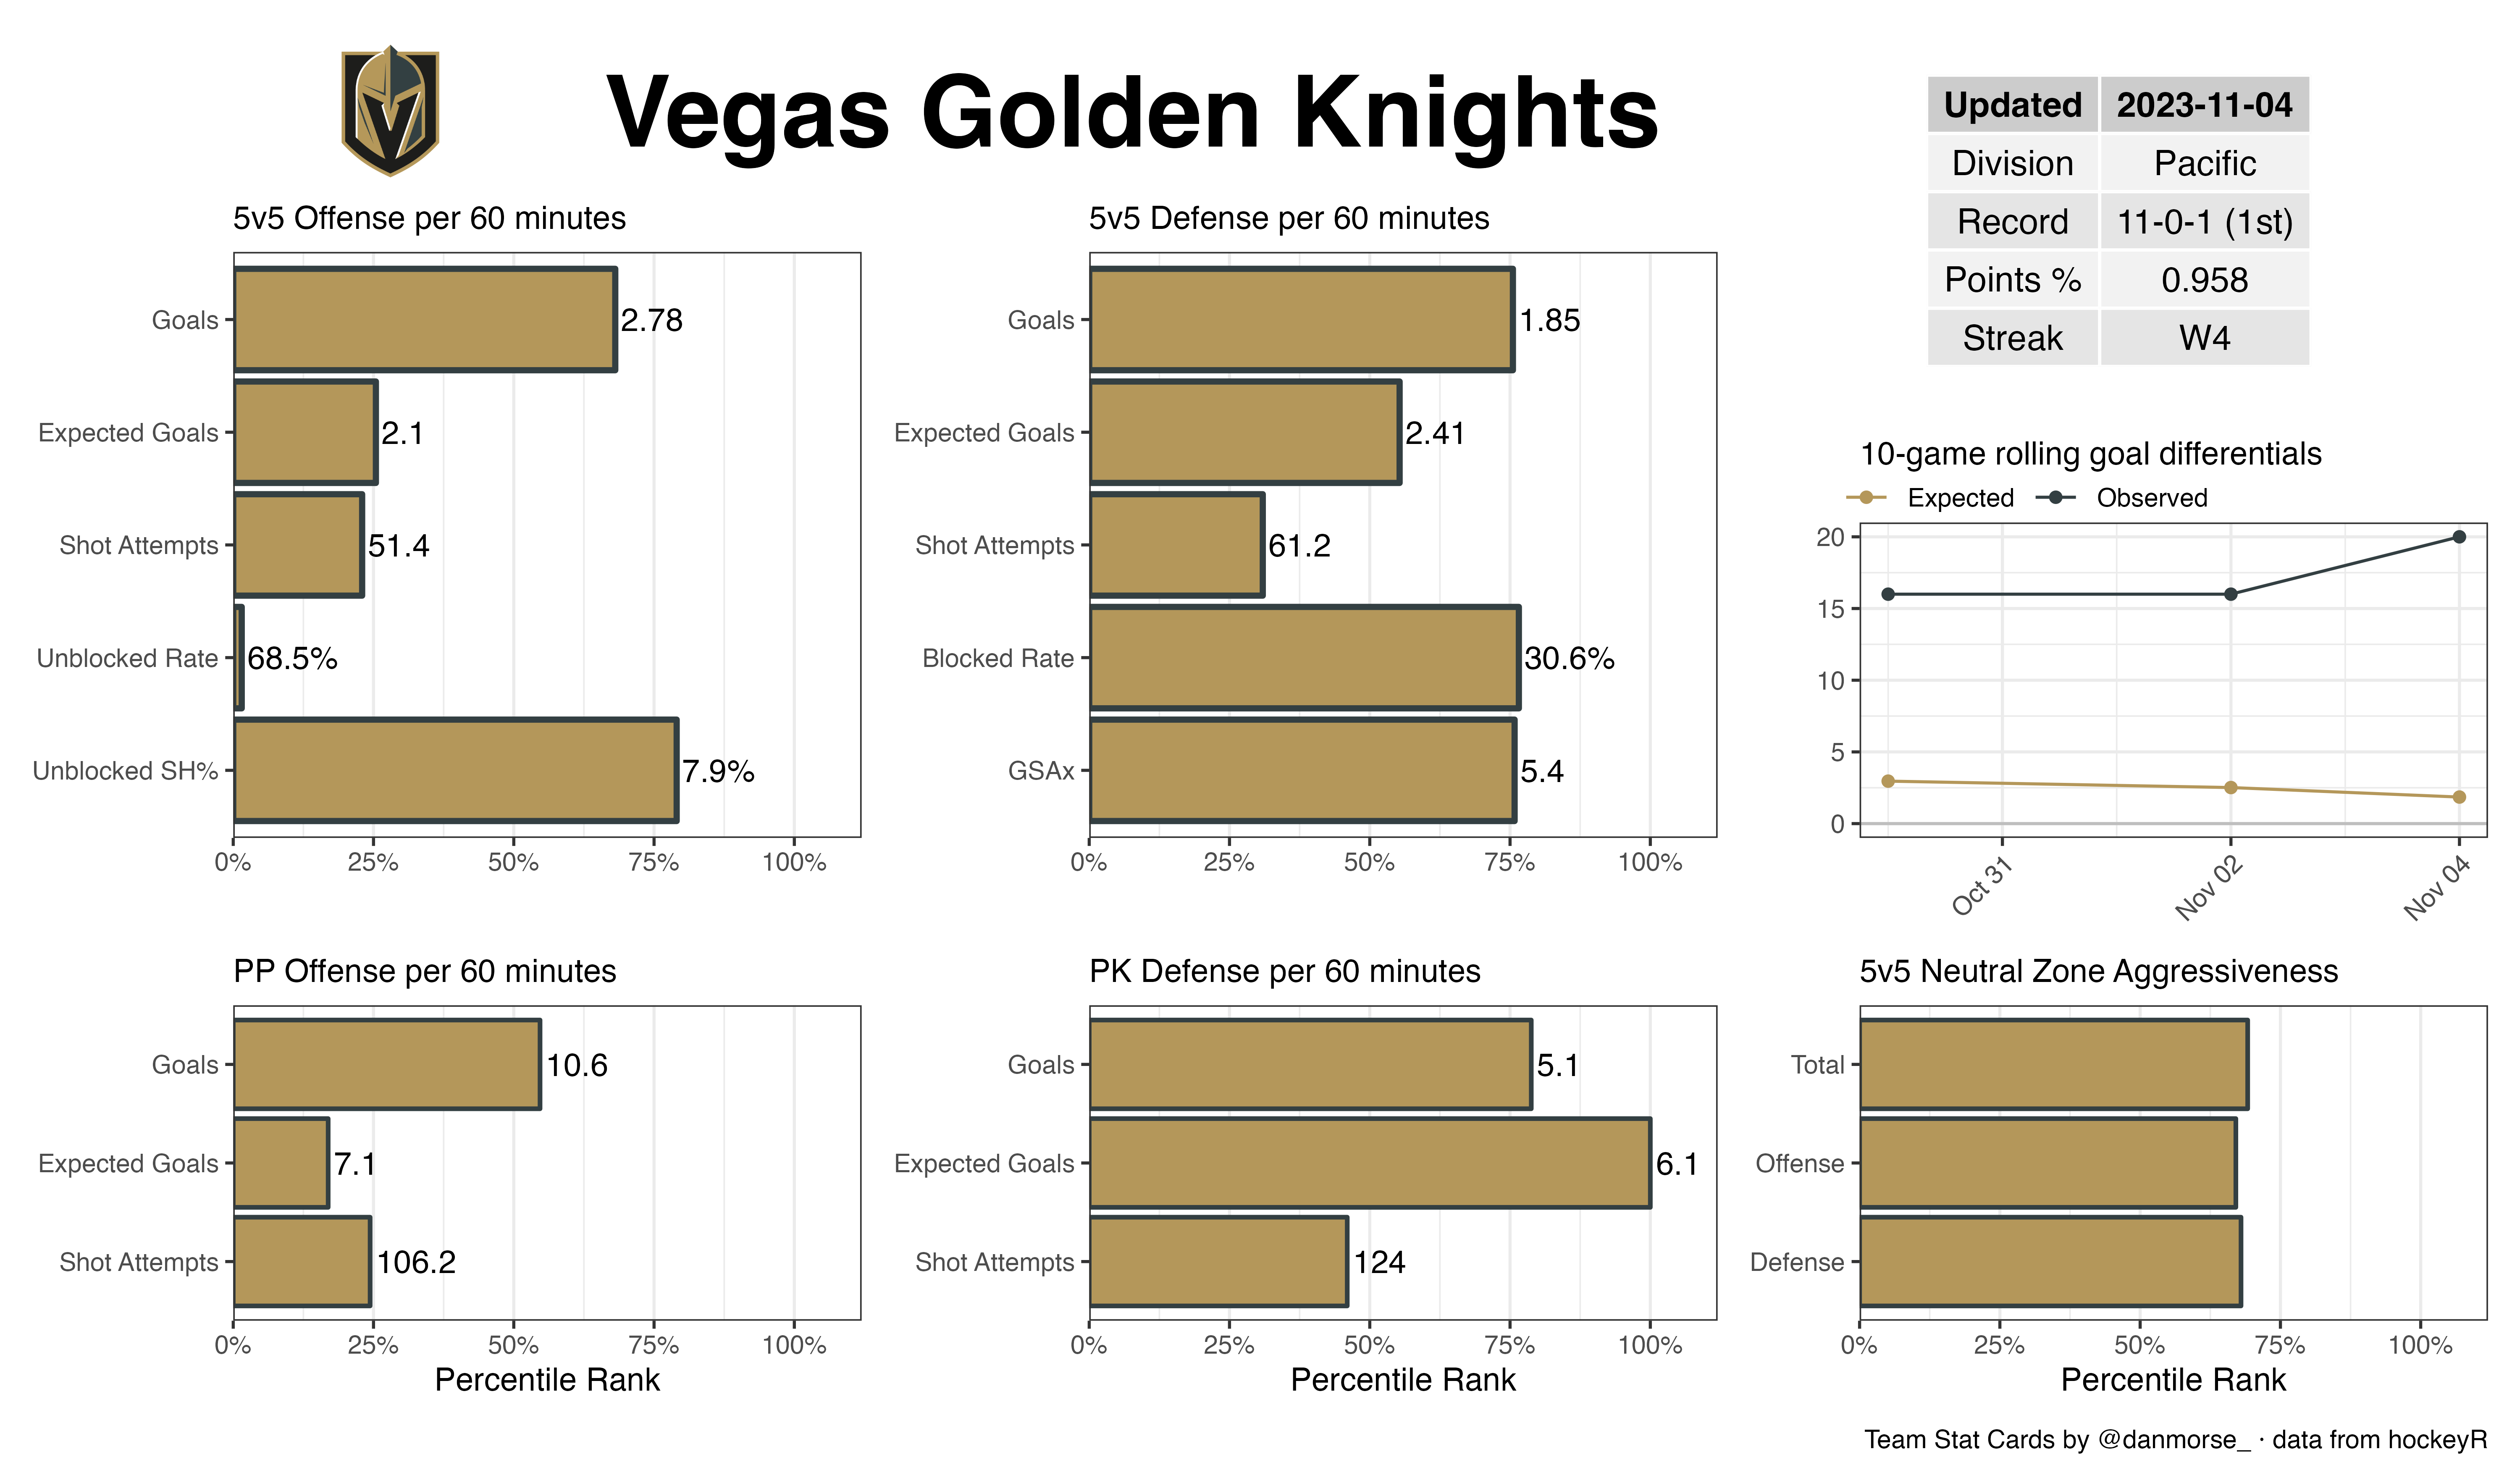 Vegas Golden Knights
Updated 2023-11-04
Division Pacific
Record 11-0-1 (1st)
Points % 0.958
Streak W4
5v5 Offense per 60 minutes
Goals 2.78
Expected Goals 2.1
Shot Attempts 51.4
Unblocked Rate 68.5%
Unblocked SH% 7.9%
0% 25% 50% 75% 100%
5v5 Defense per 60 minutes
Goals 1.85
Expected Goals 2.41
Shot Attempts 61.2
Blocked Rate 30.6%
GSAx 5.4
0% 25% 50% 75% 100%
10-game rolling goal differentials
Expected Observed
20
15
10
5
0
Oct 31 Nov 02 Nov 04
PP Offense per 60 minutes
Goals 10.6
Expected Goals 7.1
Shot Attempts 106.2
0% 25% 50% 75% 100%
Percentile Rank
PK Defense per 60 minutes
Goals 5.1
Expected Goals 6.1
Shot Attempts 124
0% 25% 50% 75% 100%
Percentile Rank
5v5 Neutral Zone Aggressiveness
Total
Offense
Defense
0% 25% 50% 75% 100%
Percentile Rank
Team Stat Cards by @danmorse_ · data from hockeyR